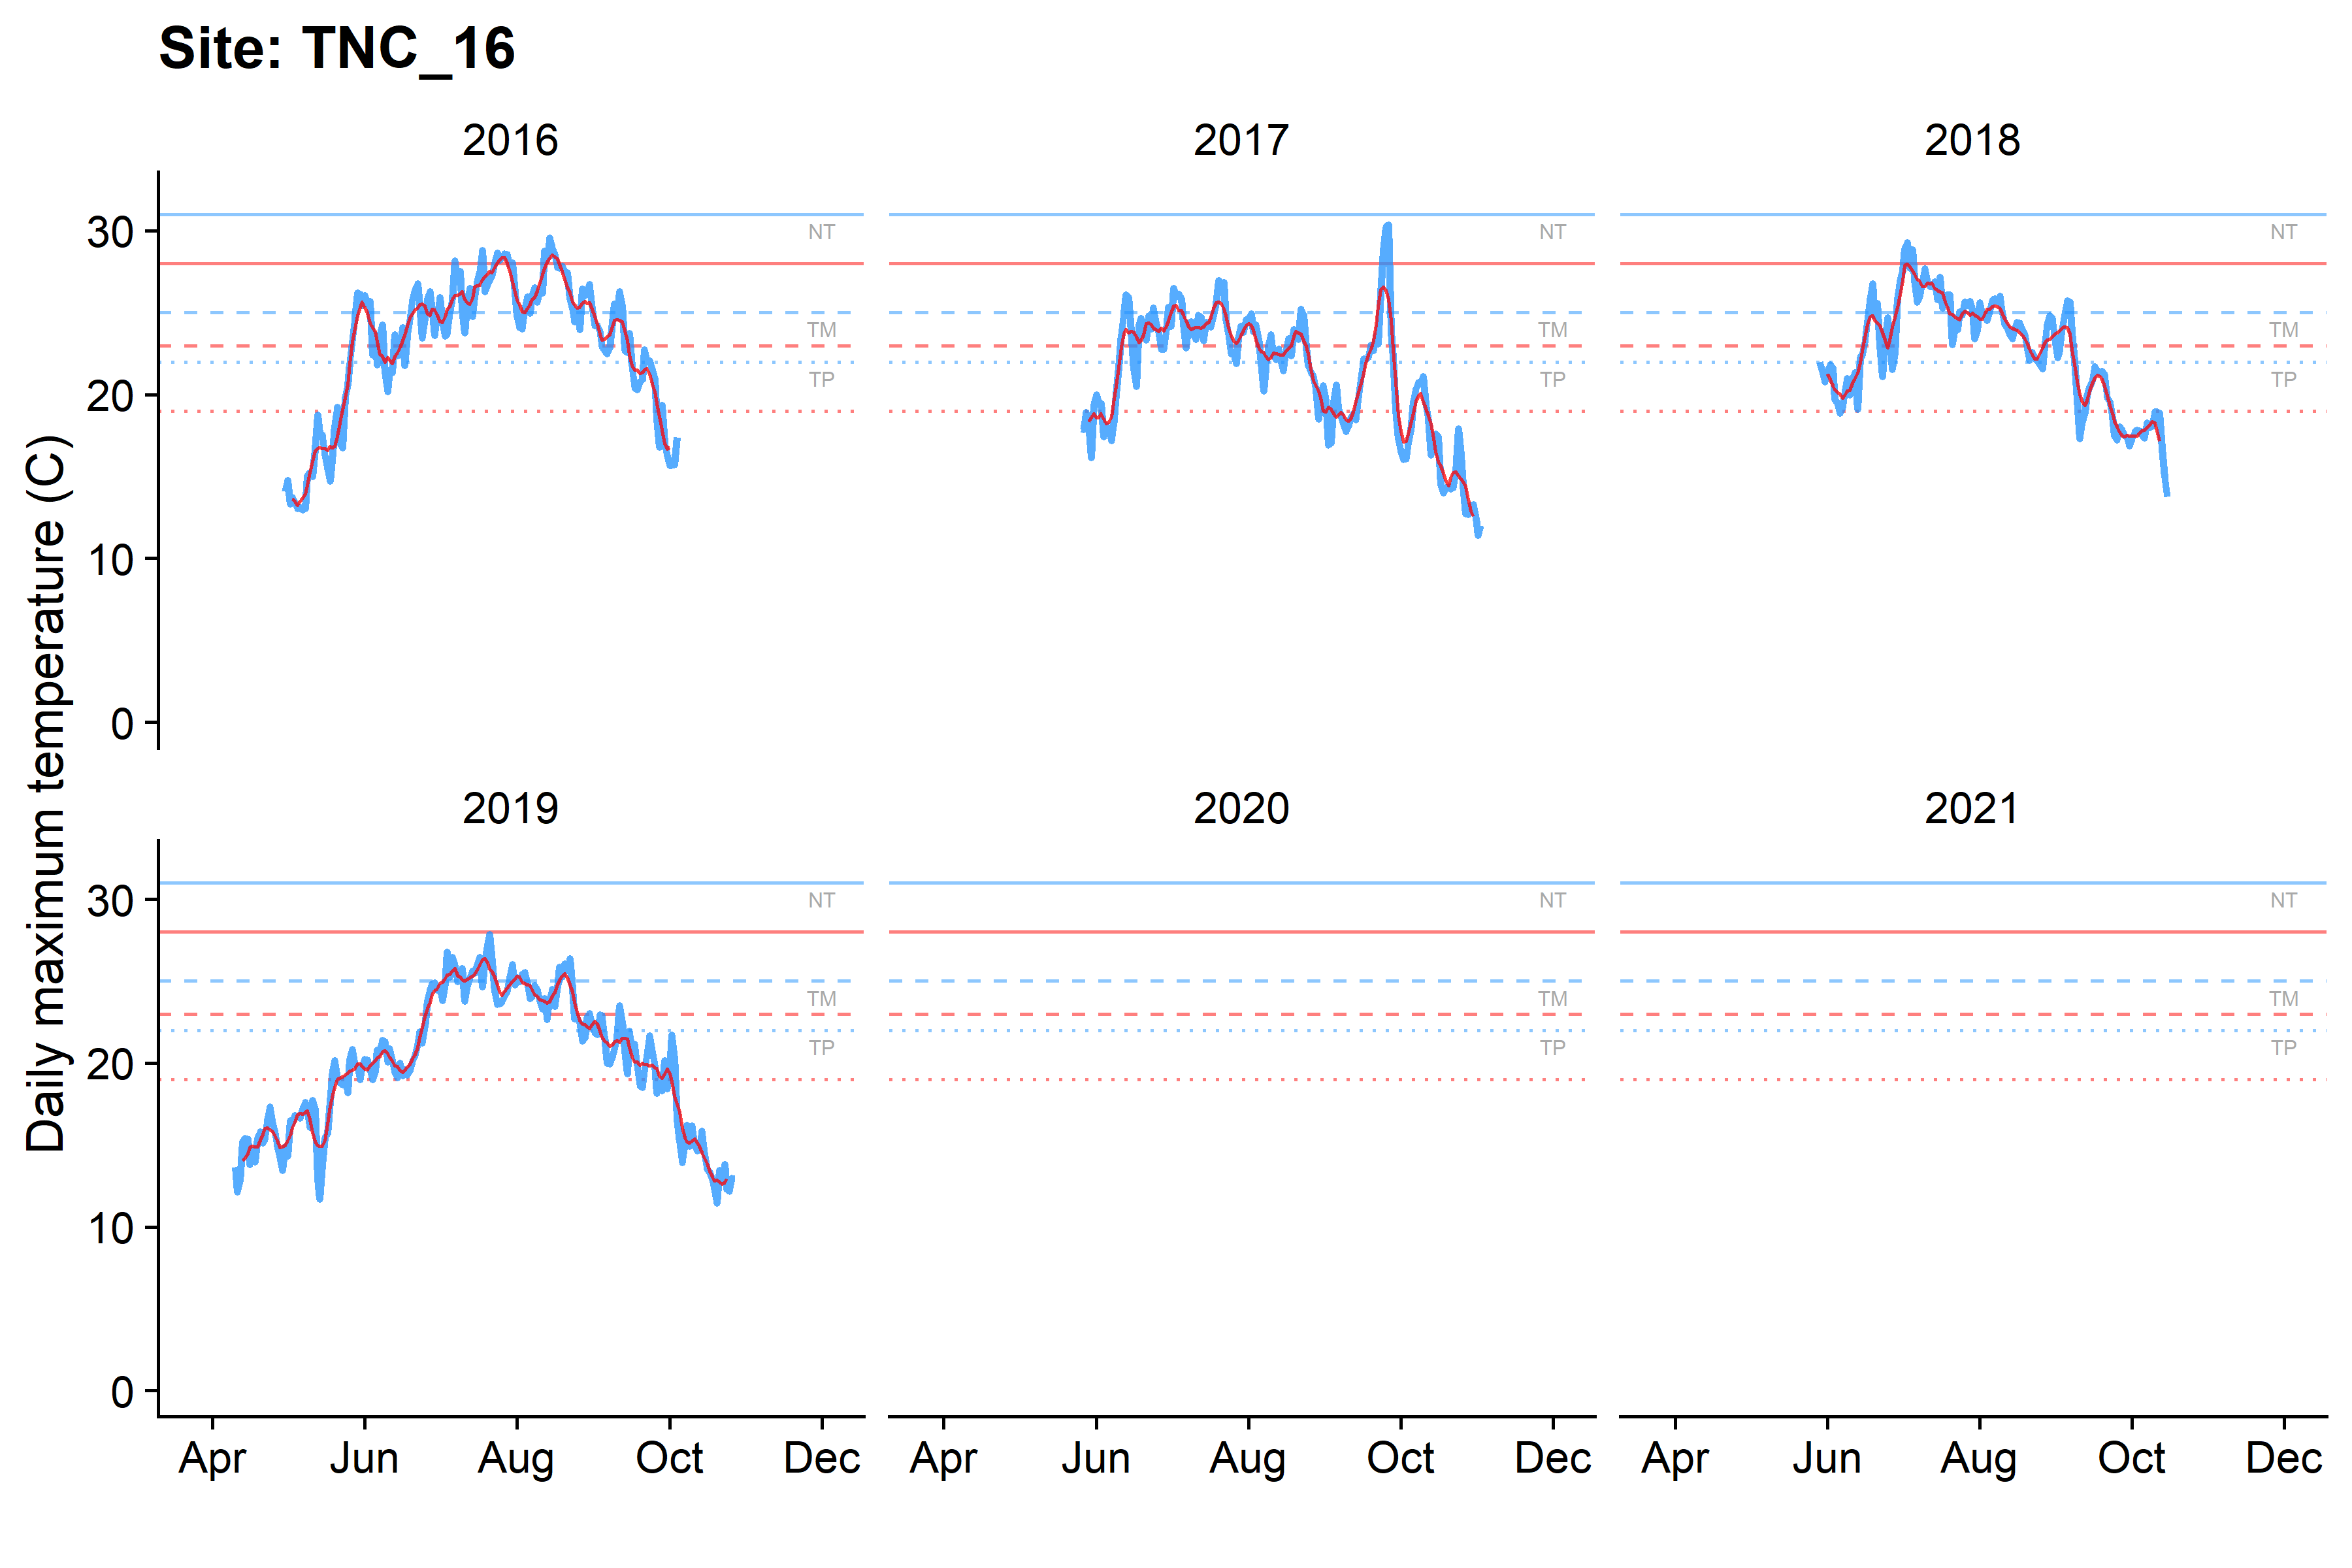 Site: TNC_16
2016
2017
2018
Daily maximum temperature (C)
30
20
10
0
NT
TM
TP
NT
TM
TP
NT
TM
TP
2019
2020
2021
30
20
10
0
NT
TM
TP
NT
TM
TP
NT
TM
TP
Apr Jun Aug Oct Dec Apr Jun Aug Oct Dec Apr Jun Aug Oct Dec